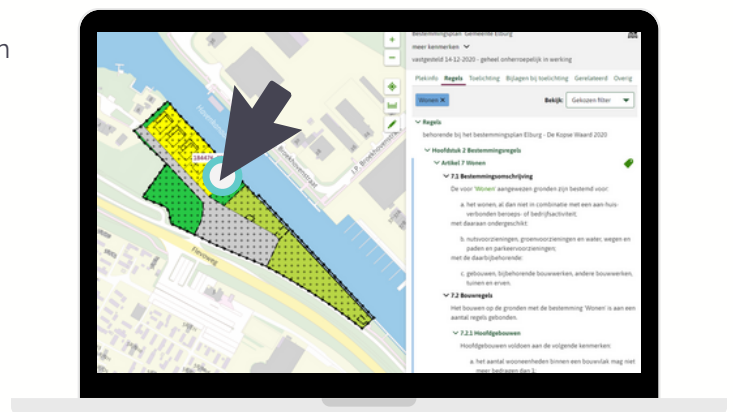 n
Bestemmingsplan Gemeente Elburg
meer kenmerken
vastgesteld 14-12-2020 - geheel onherroepelijk in werking
Plekinfo Regels Toelichting Bijlagen bij toelichting Gerelateerd Overig
Wonen X
Bekijk: Gekozen filter
Regels
behorende bij het bestemmingsplan Elburg - De Kopse Waard 2020
Hoofdstuk 2 Bestemmingsregels
Artikel 7 Wonen
7.1 Bestemmingsomschrijving
De voor 'Wonen' aangewezen gronden zijn bestemd voor:
a. het wonen, al dan niet in combinatie met een aan huis-
verbonden beroeps- of bedrijfsactiviteit;
met daaraan ondergeschikt:
b. nutsvoorzieningen, groenvoorzieningen en water, wegen en
paden en parkeervoorzieningen;
met de daarbijbehorende:
c. gebouwen, bijbehorende bouwwerken, andere bouwwerken,
tuinen en erven.
7.2 Bouwregels
Het bouwen op de gronden met de bestemming 'Wonen' is aan een
aantal regels gebonden.
7.2.1 Hoofdgebouwen
Hoofdgebouwen voldoen aan de volgende kenmerken:
a. het aantal wooneenheden binnen een bouwvlak mag niet
meer bedragen dan 1;
Broekhovenstraat
J.P. Broekhovenstraat
Flevoweg